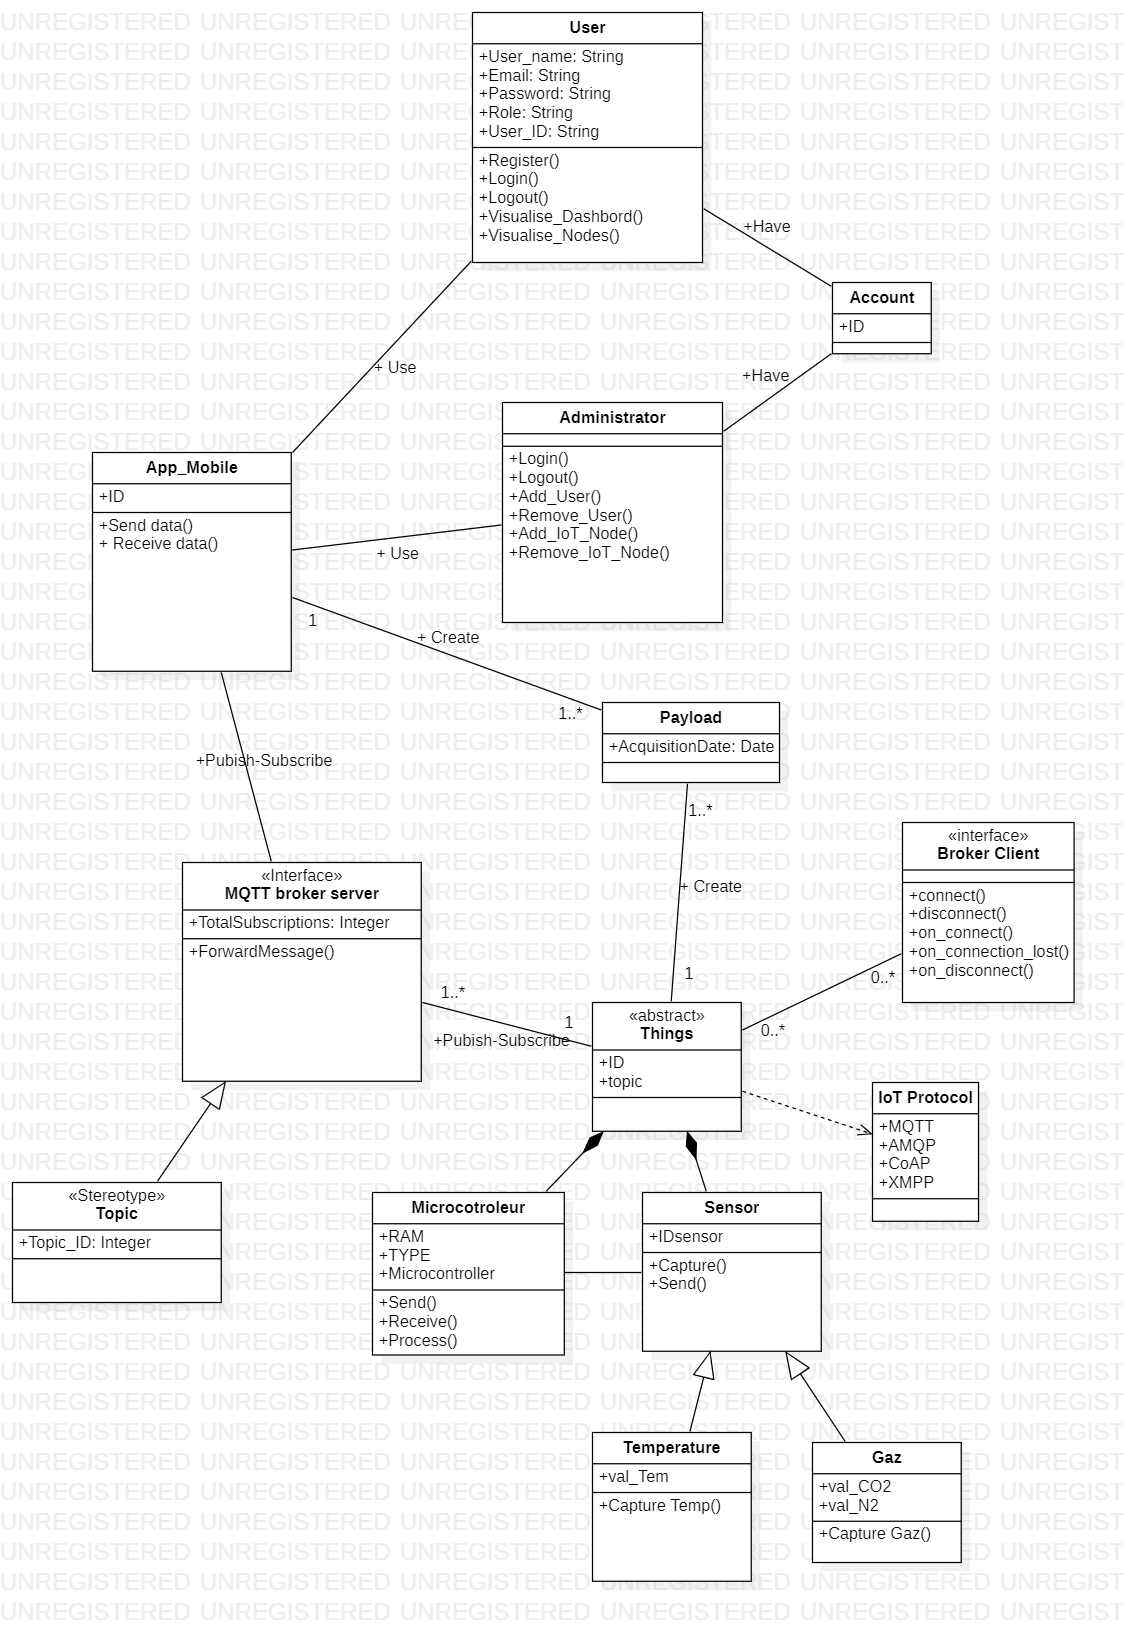 User
+User_name: String
+Email: String
+Password: String
+Role: String
+User_ID: String
+Register()
+Login()
+Logout()
+Visualise_Dashbord()
+Visualise_Nodes()
+Have
Account
+ID
+Have
+ Use
Administrator
+Login()
+Logout()
+Add_User()
+Remove_User()
+Add_IoT_Node()
+Remove_IoT_Node()
App_Mobile
+ID
+Send data()
+ Receive data()
+ Use
1
+ Create
1..*
Payload
+AcquisitionDate: Date
+Pubish-Subscribe
1..*
+ Create
1
«interface»
Broker Client
+connect()
+disconnect()
+on_connect()
+on_connection_lost()
+on_disconnect()
«Interface»
MQTT broker server
+TotalSubscriptions: Integer
+ForwardMessage()
1..*
1
+Pubish-Subscribe
0..*
0..*
«abstract»
Things
+ID
+topic
IoT Protocol
+MQTT
+AMQP
+CoAP
+XMPP
«Stereotype»
Topic
+Topic_ID: Integer
Microcotroleur
+RAM
+TYPE
+Microcontroller
+Send()
+Receive()
+Process()
Sensor
+IDsensor
+Capture()
+Send()
Temperature
+val_Tem
+Capture Temp()
Gaz
+val_CO2
+val_N2
+Capture Gaz()
UNREGISTERED